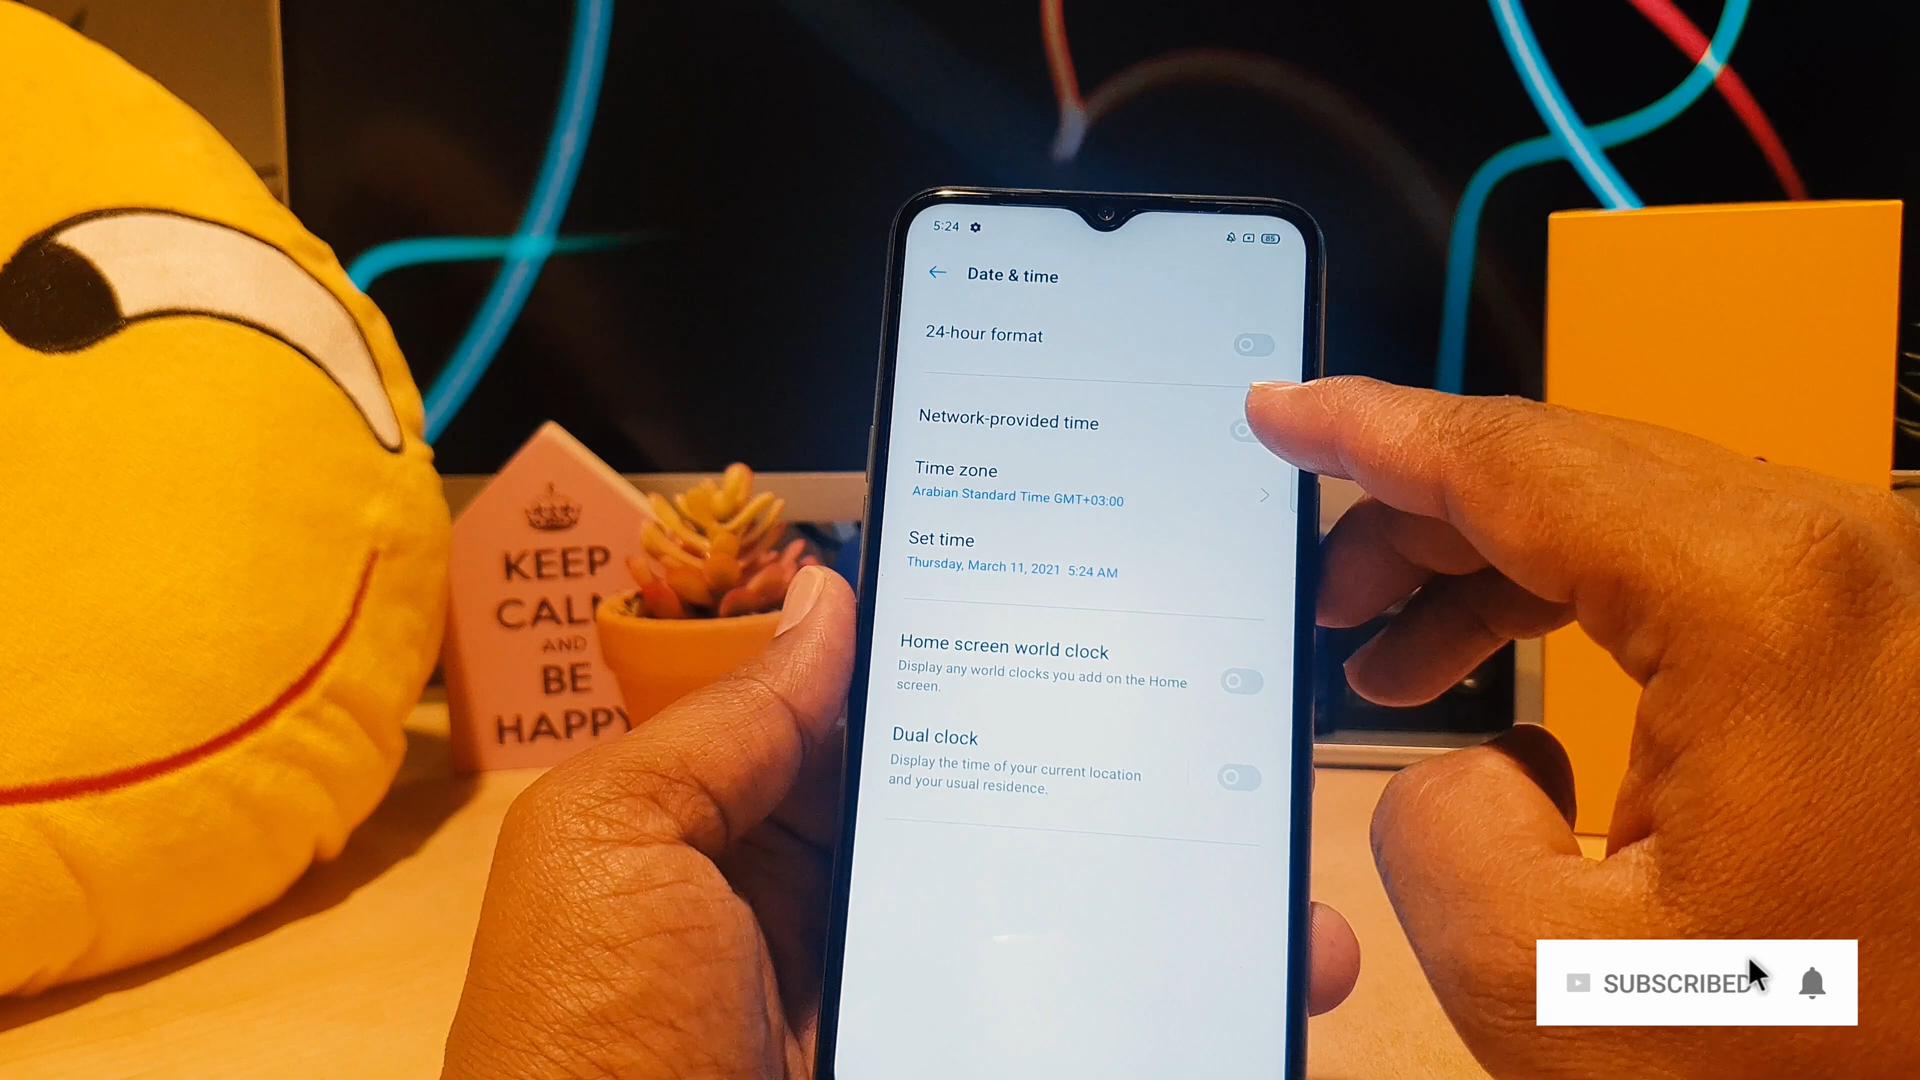 5:24
85
Date & time
24-hour format
Network-provided time
Time zone
Arabian Standard Time GMT+03:00
Set time
Thursday, March 11, 2021 5:24 AM
Home screen world clock
Display any world clocks you add on the Home
screen.
Dual clock
Display the time of your current location
and your usual residence.
KEEP
CALM
AND
BE
HAPPY
SUBSCRIBED